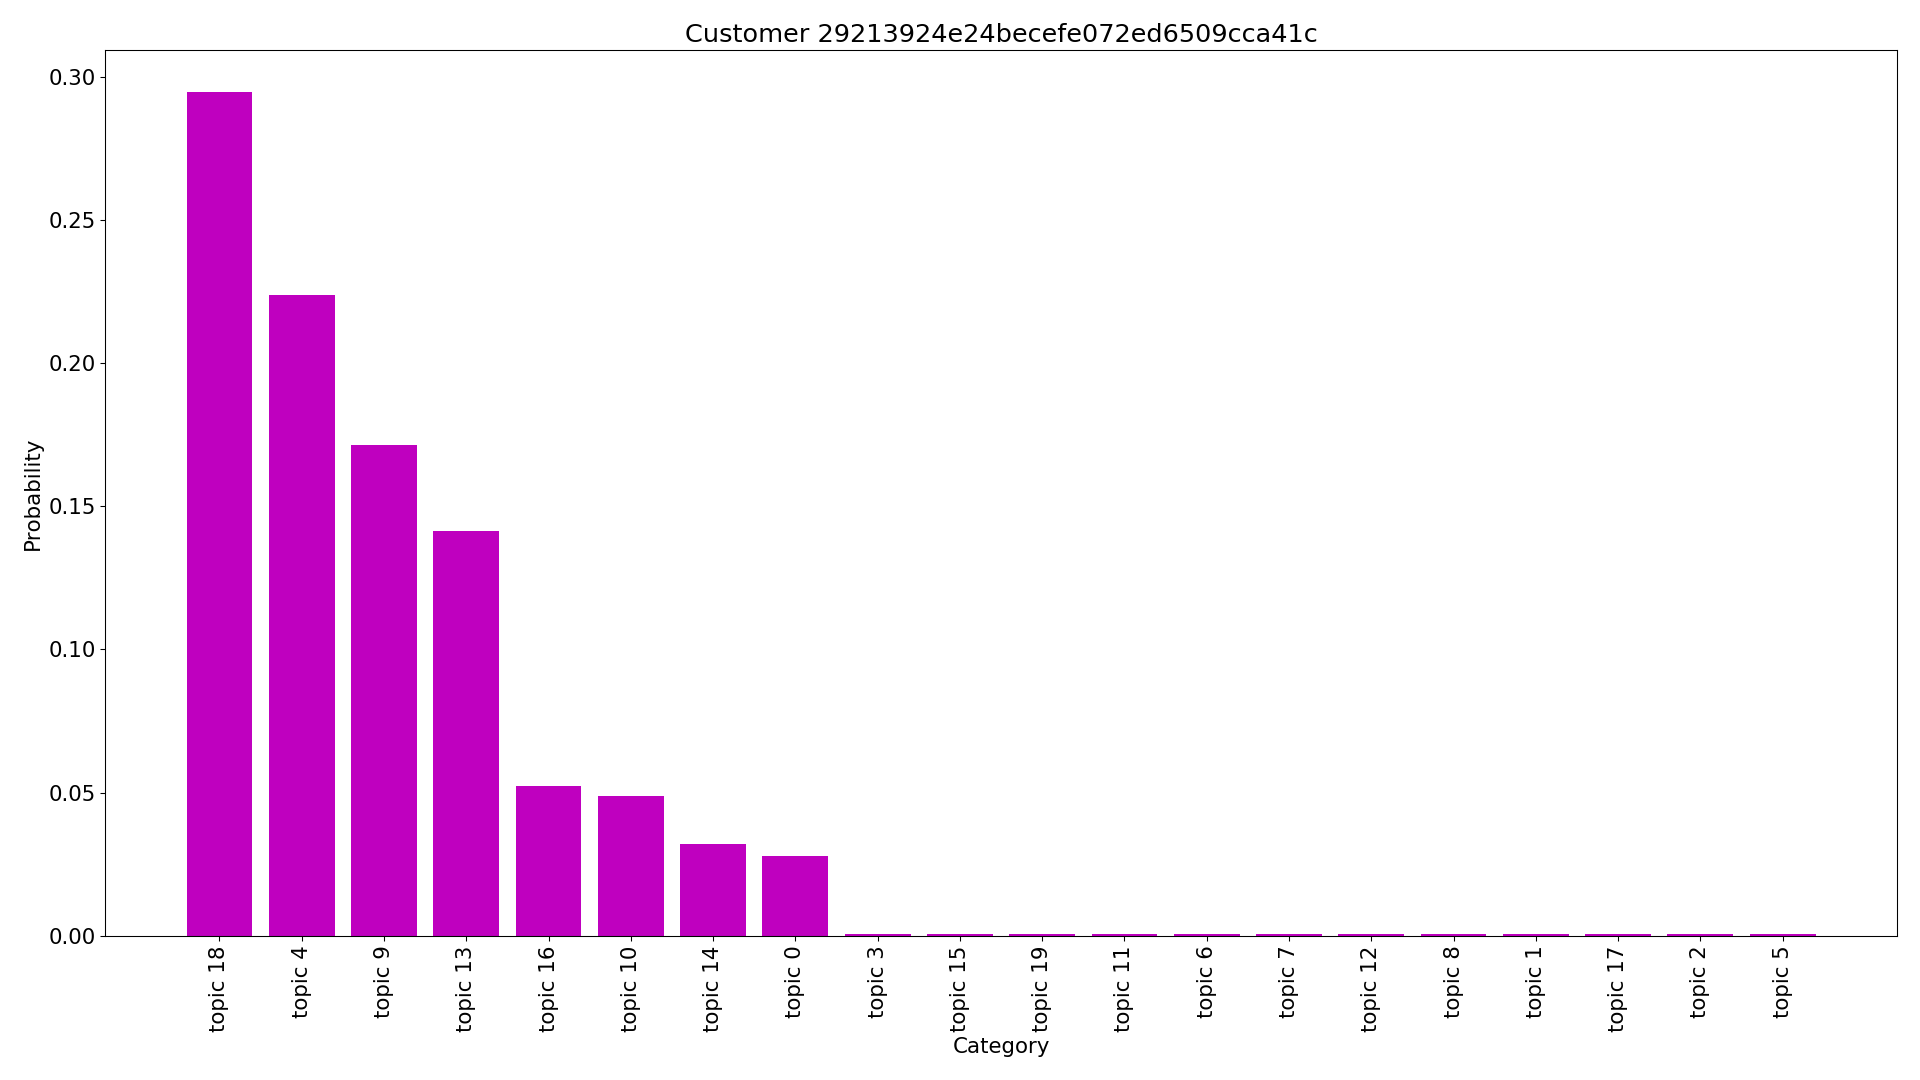 Customer 29213924e24becefe072ed6509cca41c
0.30
0.25
0.20
0.15
0.10
0.05
0.00
Probability
topic 18
topic 4
topic 9
topic 13
topic 16
topic 10
topic 14
topic 0
topic 3
topic 15
topic 19
topic 11
topic 6
topic 7
topic 12
topic 8
topic 1
topic 17
topic 2
topic 5
Category